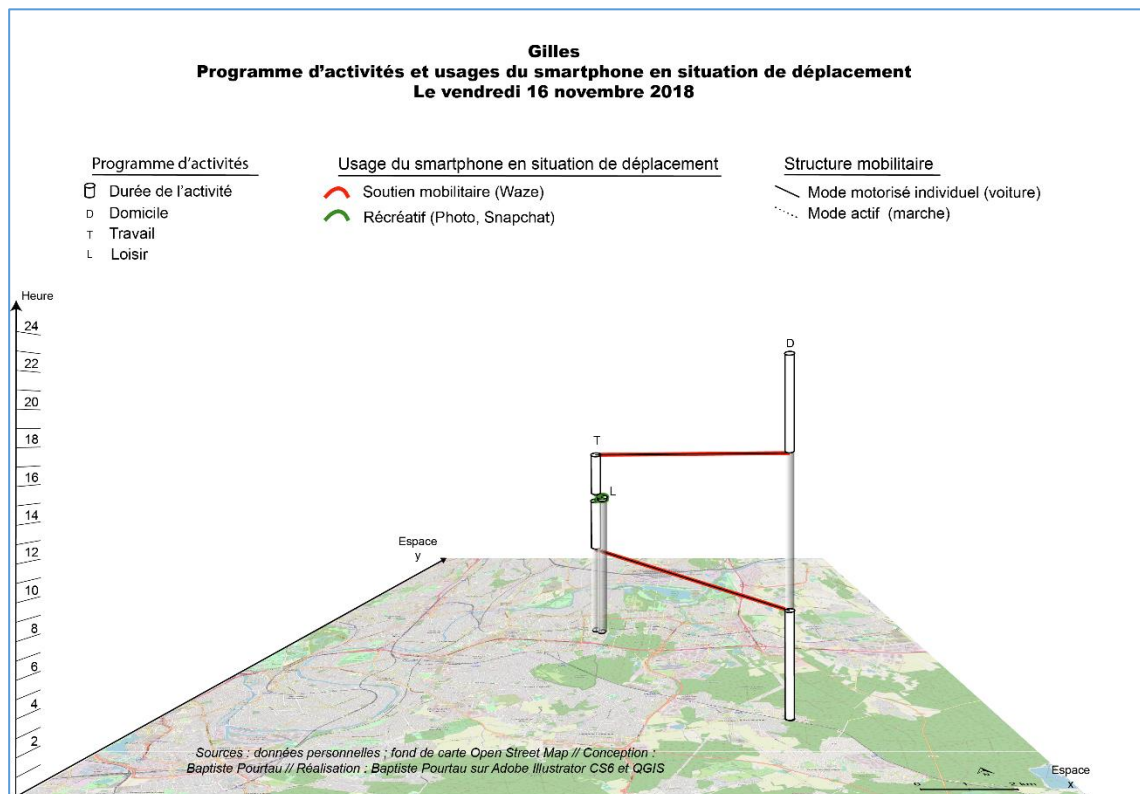 Gilles
Programme d’activités et usages du smartphone en situation de déplacement
Le vendredi 16 novembre 2018
Programme d’activités
Durée de l’activité
D Domicile
T Travail
L Loisir
Usage du smartphone en situation de déplacement
Soutien mobilitaire (Waze)
Récréatif (Photo, Snapchat)
Structure mobilitaire
Mode motorisé individuel (voiture)
Mode actif (marche)
Heure
24
22
20
18
16
14
12
10
8
6
4
2
D
T
L
Espace
y
Sources : données personnelles ; fond de carte Open Street Map // Conception :
Baptiste Pourtau // Réalisation : Baptiste Pourtau sur Adobe Illustrator CS6 et QGIS
N
0 1 2 km
Espace
x